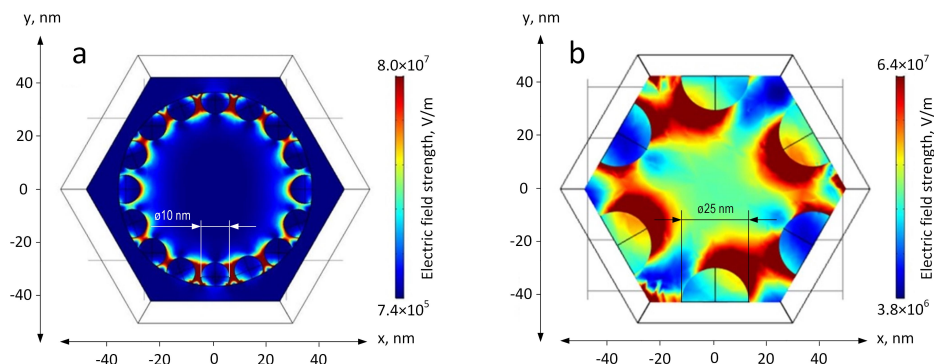 y, nm
a
40
20
0
-20
-40
ø10 nm
-40
-20
0
20
40
x, nm
8.0×10⁷
Electric field strength, V/m
7.4×10⁵
y, nm
b
40
20
0
-20
-40
ø25 nm
-40
-20
0
20
40
x, nm
6.4×10⁷
Electric field strength, V/m
3.8×10⁶